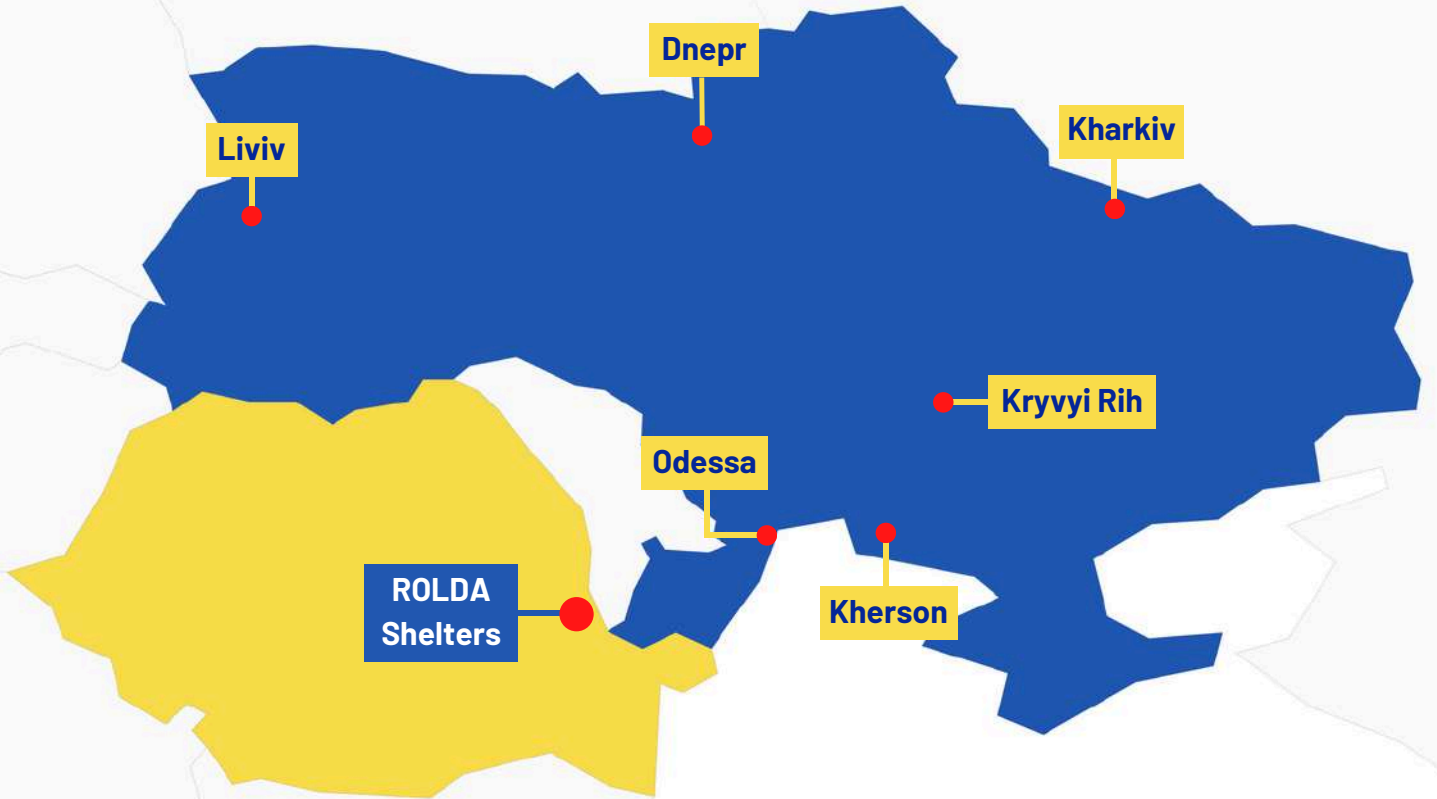 Dnepr
Kharkiv
Liviv
Kryvyi Rih
Odessa
ROLDA
Shelters
Kherson